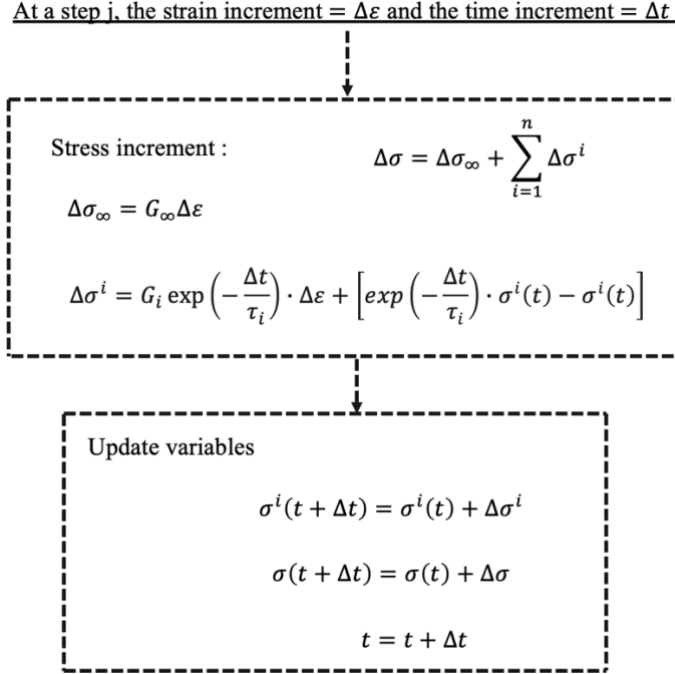 At a step j, the strain increment = Δε and the time increment = Δt
Stress increment : Δσ = Δσ∞ + ∑_{i=1}^{n} Δσ^i
Δσ∞ = G∞Δε
Δσ^i = G_i exp(−Δt/τ_i) · Δε + [exp(−Δt/τ_i) · σ^i(t) − σ^i(t)]
Update variables
σ^i(t + Δt) = σ^i(t) + Δσ^i
σ(t + Δt) = σ(t) + Δσ
t = t + Δt